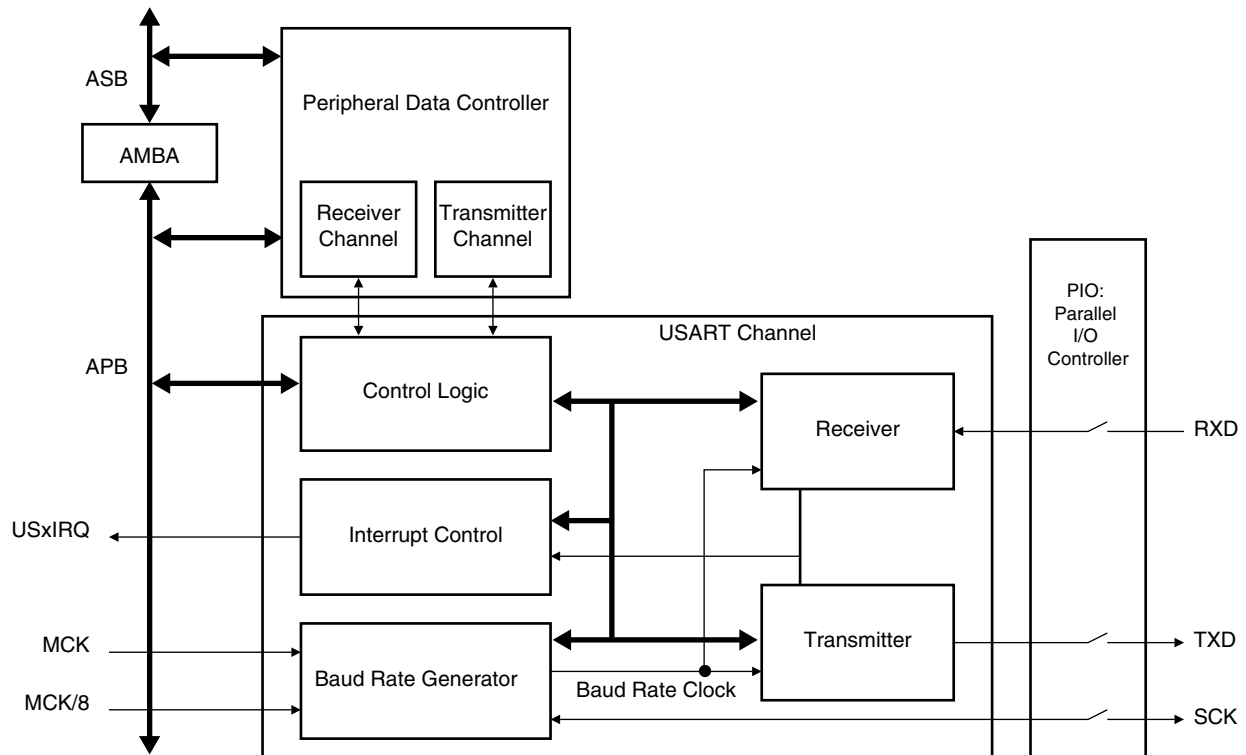 ASB
Peripheral Data Controller
AMBA
Receiver
Channel
Transmitter
Channel
PIO:
Parallel
I/O
Controller
USART Channel
APB
Control Logic
Receiver
RXD
USxIRQ
Interrupt Control
MCK
Baud Rate Generator
Transmitter
TXD
Baud Rate Clock
MCK/8
SCK